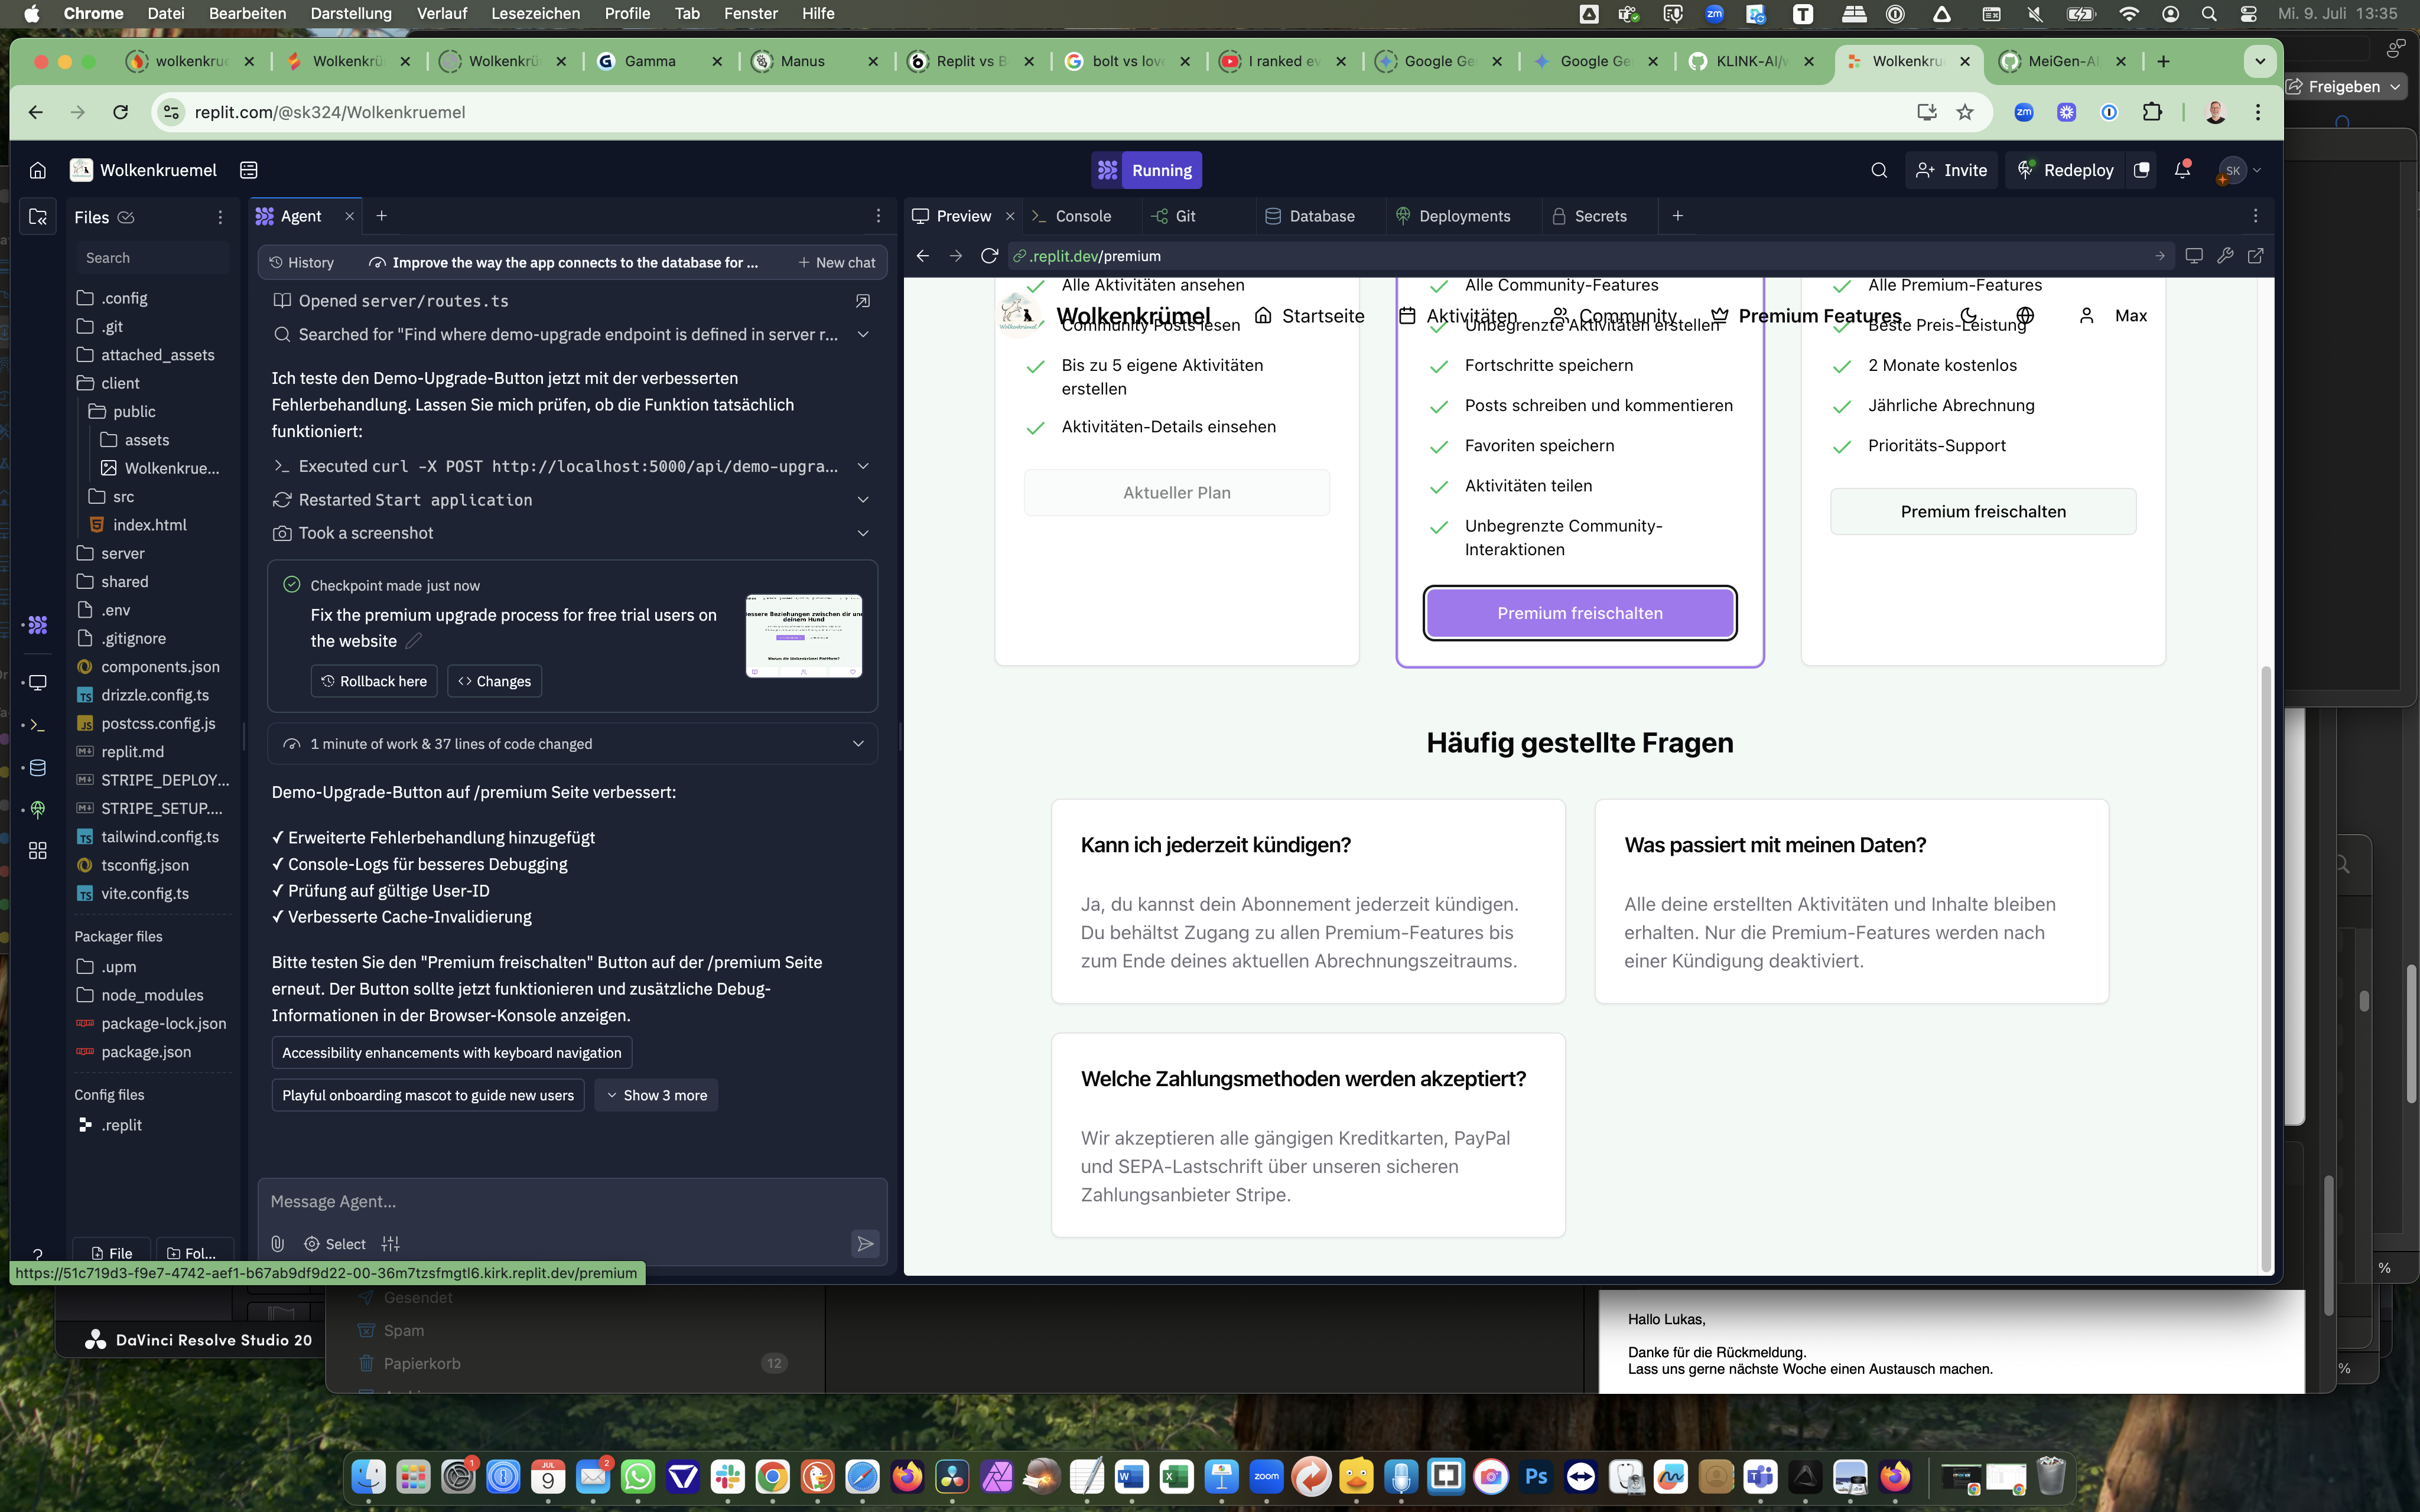 Chrome Datei Bearbeiten Darstellung Verlauf Lesezeichen Profile Tab Fenster Hilfe
Mi. 9. Juli 13:35
wolkenkrue
Wolkenkrü
Wolkenkrü
Gamma
Manus
Replit vs B
bolt vs lov
I ranked ev
Google Ge
Google Ge
KLINK-AI/w
Wolkenkru
MeiGen-A
Freigeben
replit.com/@sk324/Wolkenkruemel
Wolkenkruemel
Running
Invite
Redeploy
SK
Files
Agent
Preview
Console
Git
Database
Deployments
Secrets
Search
History
Improve the way the app connects to the database for ...
New chat
.replit.dev/premium
.config
.git
attached_assets
client
public
assets
Wolkenkrue...
src
index.html
server
shared
.env
.gitignore
components.json
drizzle.config.ts
postcss.config.js
replit.md
STRIPE_DEPLOY...
STRIPE_SETUP....
tailwind.config.ts
tsconfig.json
vite.config.ts
Packager files
.upm
node_modules
package-lock.json
package.json
Config files
.replit
File
Fol...
Opened server/routes.ts
Searched for "Find where demo-upgrade endpoint is defined in server r...
Ich teste den Demo-Upgrade-Button jetzt mit der verbesserten
Fehlerbehandlung. Lassen Sie mich prüfen, ob die Funktion tatsächlich
funktioniert:
Executed curl -X POST http://localhost:5000/api/demo-upgra...
Restarted Start application
Took a screenshot
Checkpoint made just now
Fix the premium upgrade process for free trial users on
the website
Rollback here
Changes
1 minute of work & 37 lines of code changed
Demo-Upgrade-Button auf /premium Seite verbessert:
✓ Erweiterte Fehlerbehandlung hinzugefügt
✓ Console-Logs für besseres Debugging
✓ Prüfung auf gültige User-ID
✓ Verbesserte Cache-Invalidierung
Bitte testen Sie den "Premium freischalten" Button auf der /premium Seite
erneut. Der Button sollte jetzt funktionieren und zusätzliche Debug-
Informationen in der Browser-Konsole anzeigen.
Accessibility enhancements with keyboard navigation
Playful onboarding mascot to guide new users
Show 3 more
Message Agent...
Select
https://51c719d3-f9e7-4742-aef1-b67ab9df9d22-00-36m7tzsfmgtl6.kirk.replit.dev/premium
Wolkenkrümel
Startseite
Aktivitäten
Community
Premium Features
Max
Alle Aktivitäten ansehen
Community Posts lesen
Bis zu 5 eigene Aktivitäten
erstellen
Aktivitäten-Details einsehen
Aktueller Plan
Alle Community-Features
Unbegrenzte Aktivitäten erstellen
Fortschritte speichern
Posts schreiben und kommentieren
Favoriten speichern
Aktivitäten teilen
Unbegrenzte Community-
Interaktionen
Premium freischalten
Alle Premium-Features
Beste Preis-Leistung
2 Monate kostenlos
Jährliche Abrechnung
Prioritäts-Support
Premium freischalten
Häufig gestellte Fragen
Kann ich jederzeit kündigen?
Ja, du kannst dein Abonnement jederzeit kündigen.
Du behältst Zugang zu allen Premium-Features bis
zum Ende deines aktuellen Abrechnungszeitraums.
Was passiert mit meinen Daten?
Alle deine erstellten Aktivitäten und Inhalte bleiben
erhalten. Nur die Premium-Features werden nach
einer Kündigung deaktiviert.
Welche Zahlungsmethoden werden akzeptiert?
Wir akzeptieren alle gängigen Kreditkarten, PayPal
und SEPA-Lastschrift über unseren sicheren
Zahlungsanbieter Stripe.
%
%
DaVinci Resolve Studio 20
Gesendet
Spam
Papierkorb
12
Hallo Lukas,
Danke für die Rückmeldung.
Lass uns gerne nächste Woche einen Austausch machen.
1
JUL
9
2
zoom
Ps